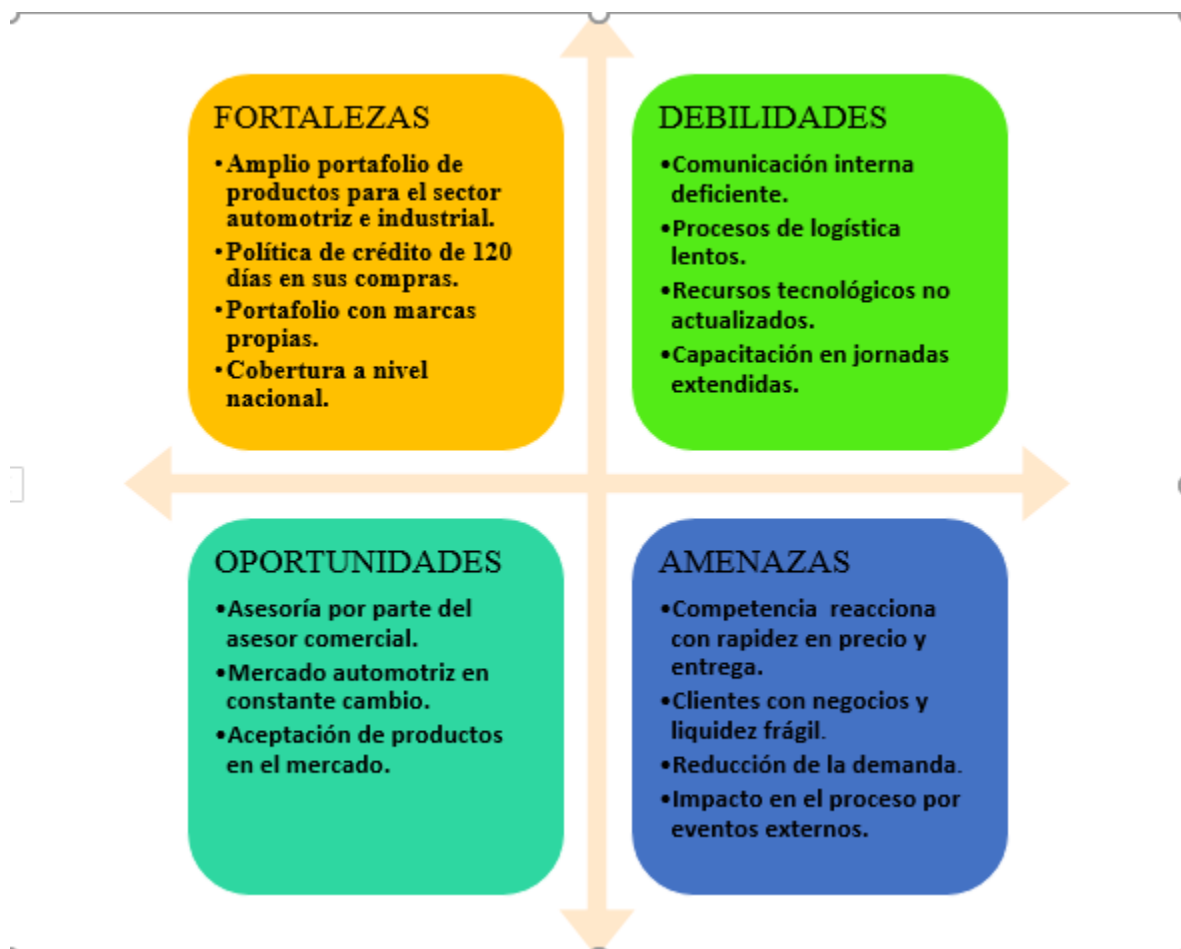 FORTALEZAS
•Amplio portafolio de
productos para el sector
automotriz e industrial.
•Política de crédito de 120
días en sus compras.
•Portafolio con marcas
propias.
•Cobertura a nivel
nacional.
DEBILIDADES
•Comunicación interna
deficiente.
•Procesos de logística
lentos.
•Recursos tecnológicos no
actualizados.
•Capacitación en jornadas
extendidas.
OPORTUNIDADES
•Asesoría por parte del
asesor comercial.
•Mercado automotriz en
constante cambio.
•Aceptación de productos
en el mercado.
AMENAZAS
•Competencia  reacciona
con rapidez en precio y
entrega.
•Clientes con negocios y
liquidez frágil.
•Reducción de la demanda.
•Impacto en el proceso por
eventos externos.